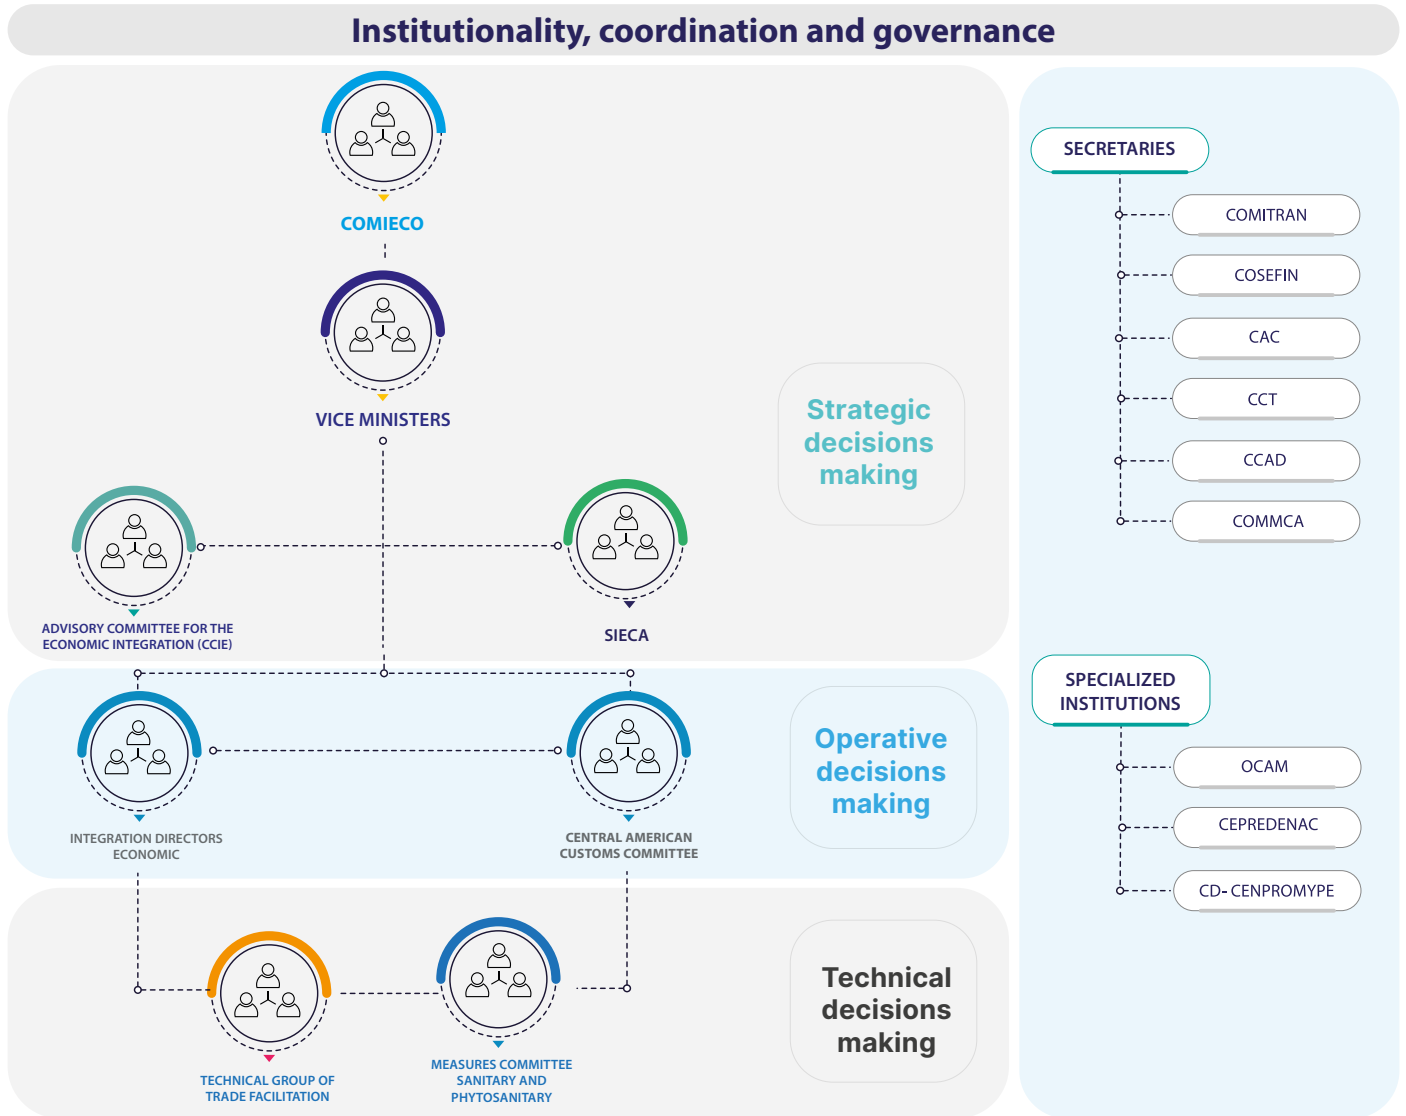 Institutionality, coordination and governance
COMIECO
VICE MINISTERS
Strategic
decisions
making
ADVISORY COMMITTEE FOR THE
ECONOMIC INTEGRATION (CCIE)
SIECA
INTEGRATION DIRECTORS
ECONOMIC
CENTRAL AMERICAN
CUSTOMS COMMITTEE
Operative
decisions
making
TECHNICAL GROUP OF
TRADE FACILITATION
MEASURES COMMITTEE
SANITARY AND
PHYTOSANITARY
Technical
decisions
making
SECRETARIES
COMITRAN
COSEFIN
CAC
CCT
CCAD
COMMCA
SPECIALIZED
INSTITUTIONS
OCAM
CEPREDENAC
CD- CENPROMYPE